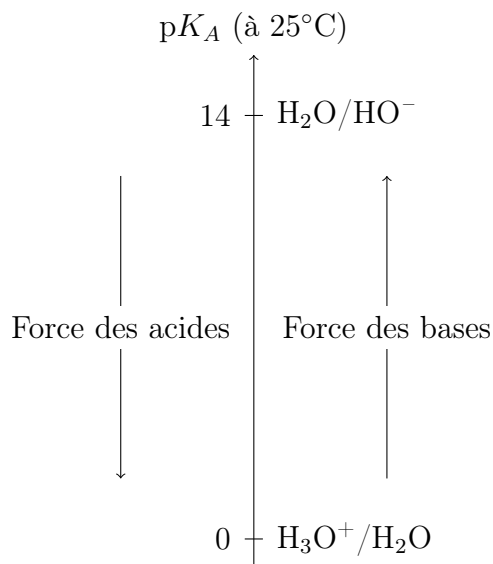 pK_A (à 25°C)
14 H₂O/HO⁻
Force des acides Force des bases
0 H₃O⁺/H₂O